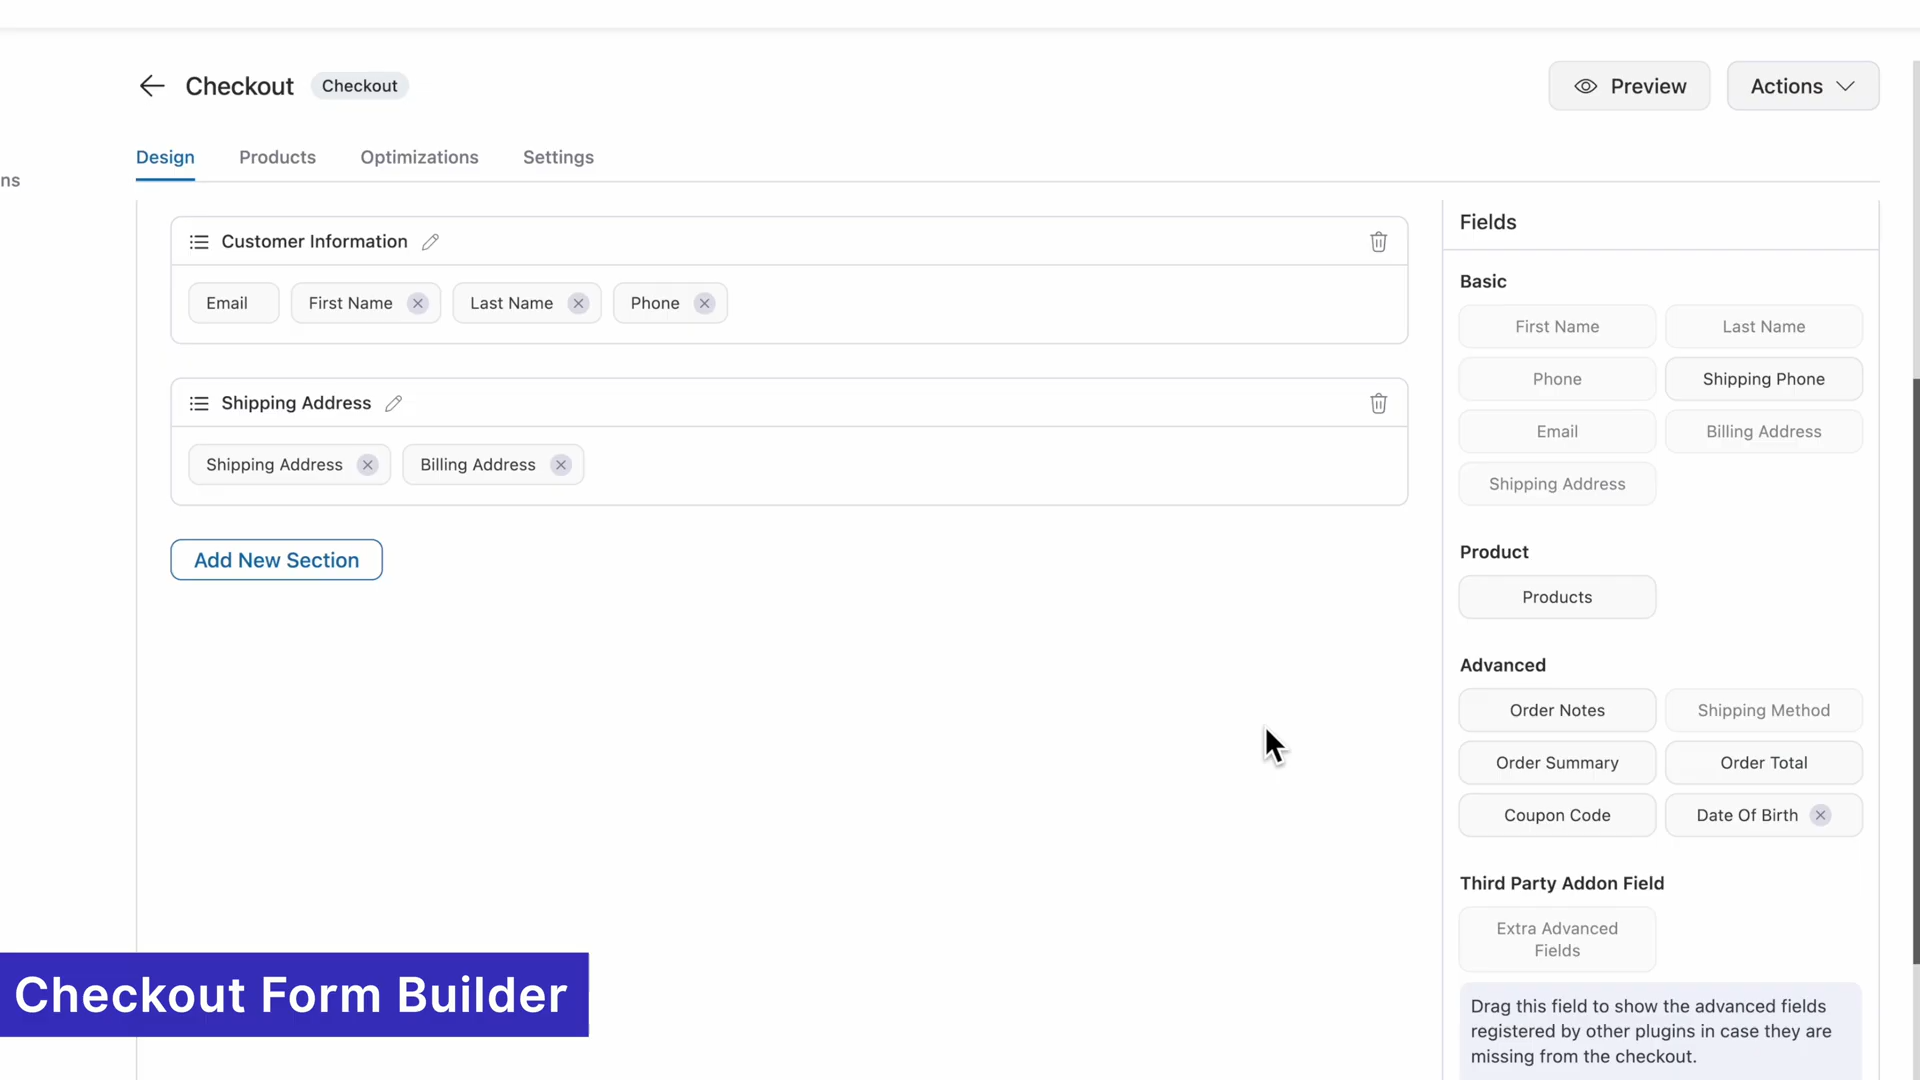 Checkout Checkout
Preview
Actions
Design Products Optimizations Settings
ns
Customer Information
Email First Name Last Name Phone
Shipping Address
Shipping Address Billing Address
Add New Section
Fields
Basic
First Name Last Name
Phone Shipping Phone
Email Billing Address
Shipping Address
Product
Products
Advanced
Order Notes Shipping Method
Order Summary Order Total
Coupon Code Date Of Birth
Third Party Addon Field
Extra Advanced
Fields
Drag this field to show the advanced fields
registered by other plugins in case they are
missing from the checkout.
Checkout Form Builder